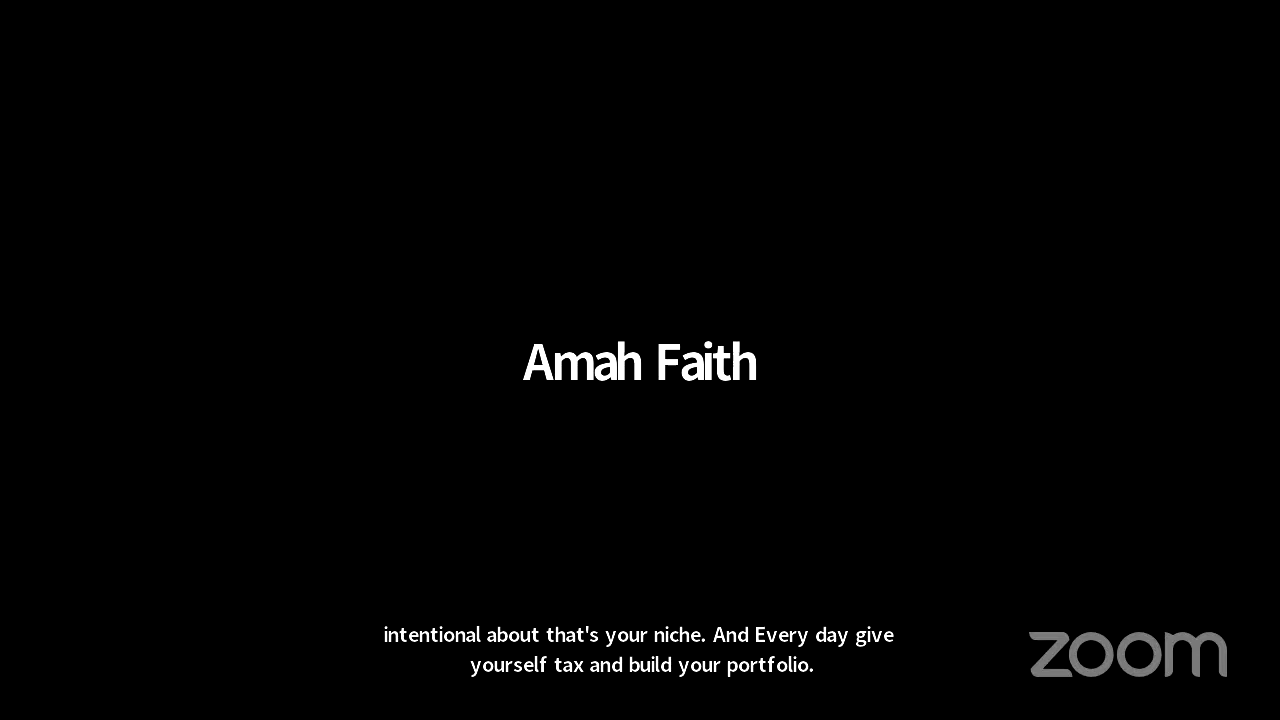 Amah Faith
intentional about that's your niche. And Every day give
yourself tax and build your portfolio.
zoom